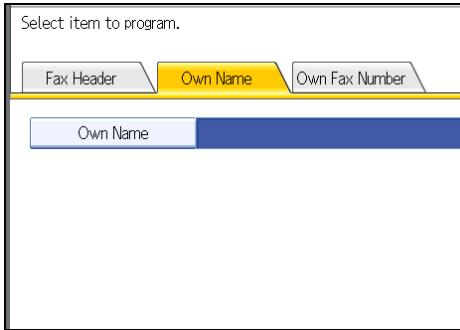 Select item to program.
Fax Header Own Name Own Fax Number
Own Name